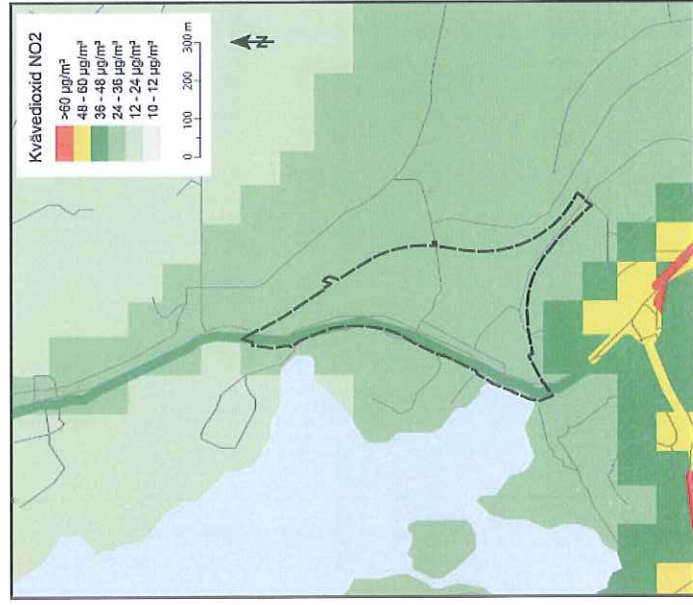 Kvävedioxid NO2
>60 µg/m³
48 - 60 µg/m³
36 - 48 µg/m³
24 - 36 µg/m³
12 - 24 µg/m³
10 - 12 µg/m³
0 100 300 m
N